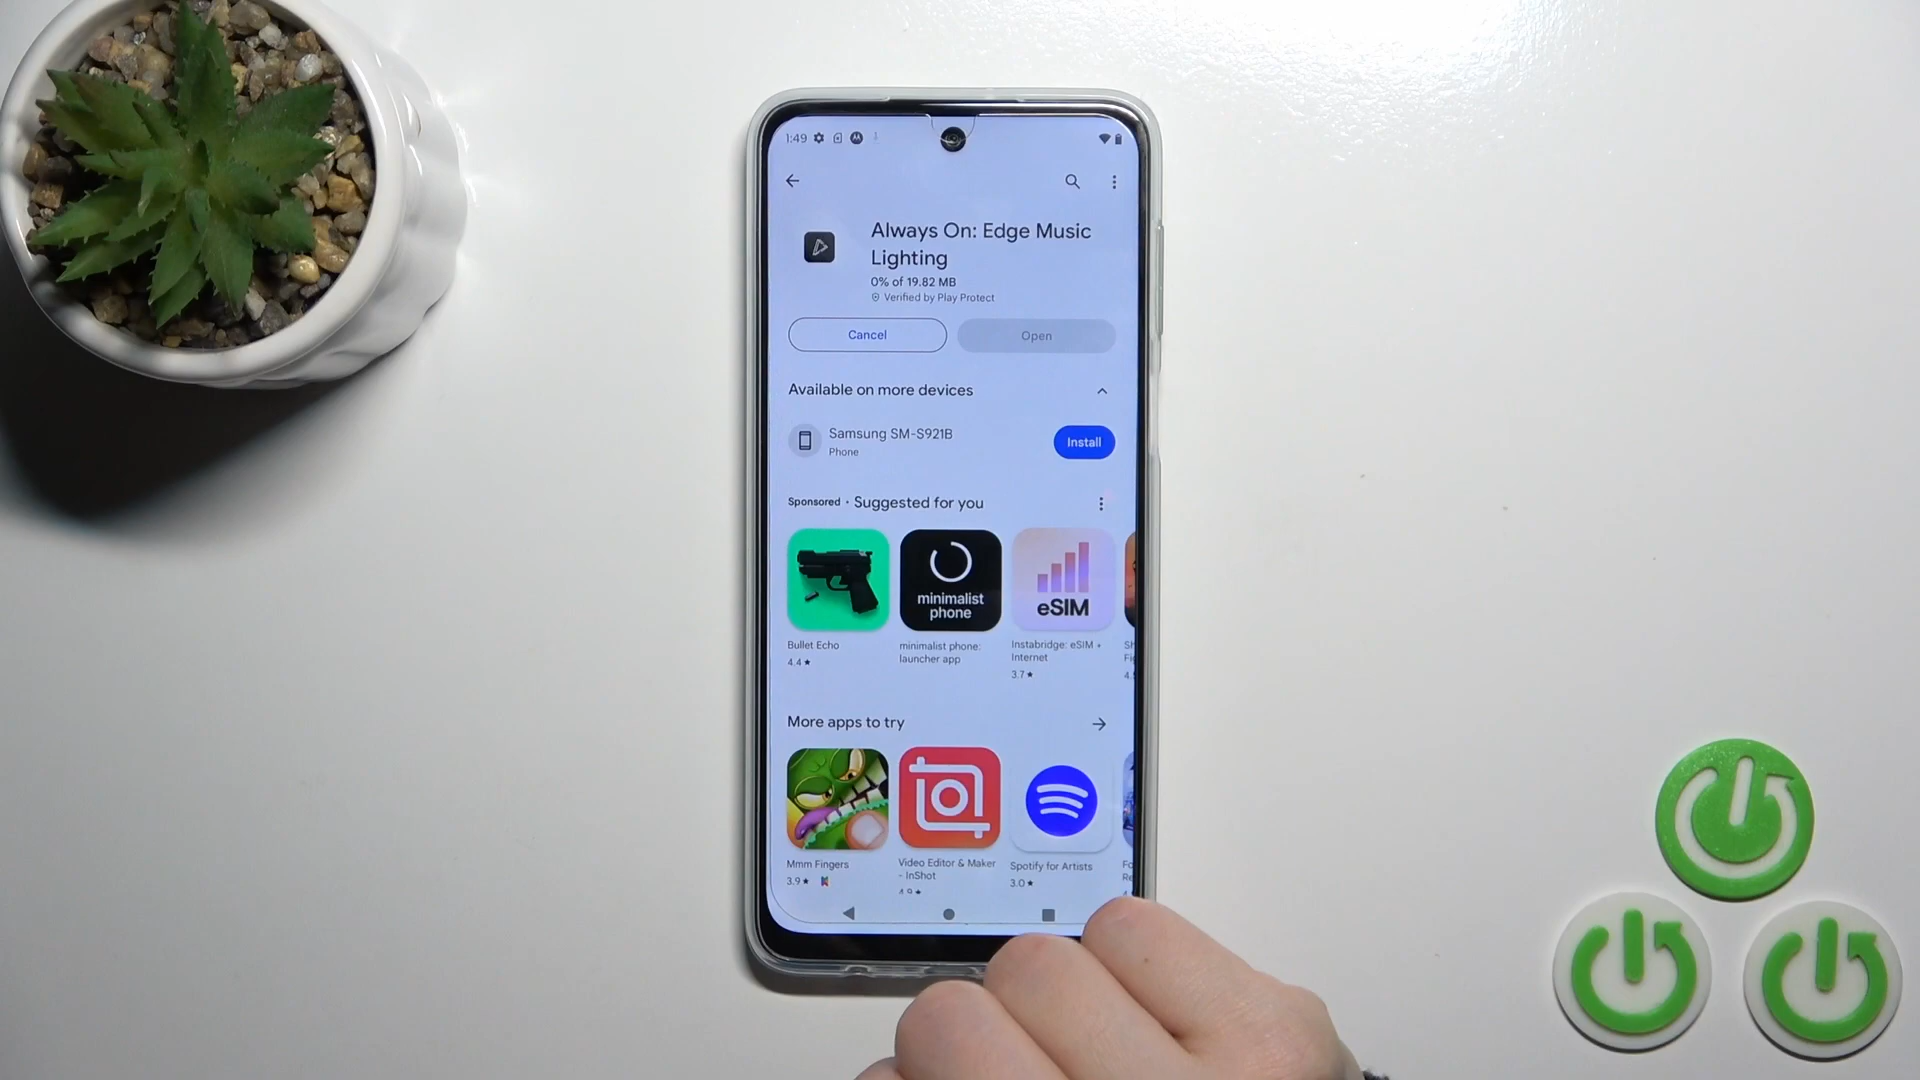 1:49
Always On: Edge Music
Lighting
0% of 19.82 MB
Verified by Play Protect
Cancel
Open
Available on more devices
Samsung SM-S921B
Phone
Install
Sponsored · Suggested for you
minimalist
phone
eSIM
Bullet Echo
4.4★
minimalist phone:
launcher app
Instabridge: eSIM +
Internet
3.7★
More apps to try
Mmm Fingers
3.9★
Video Editor & Maker
- InShot
Spotify for Artists
3.0★